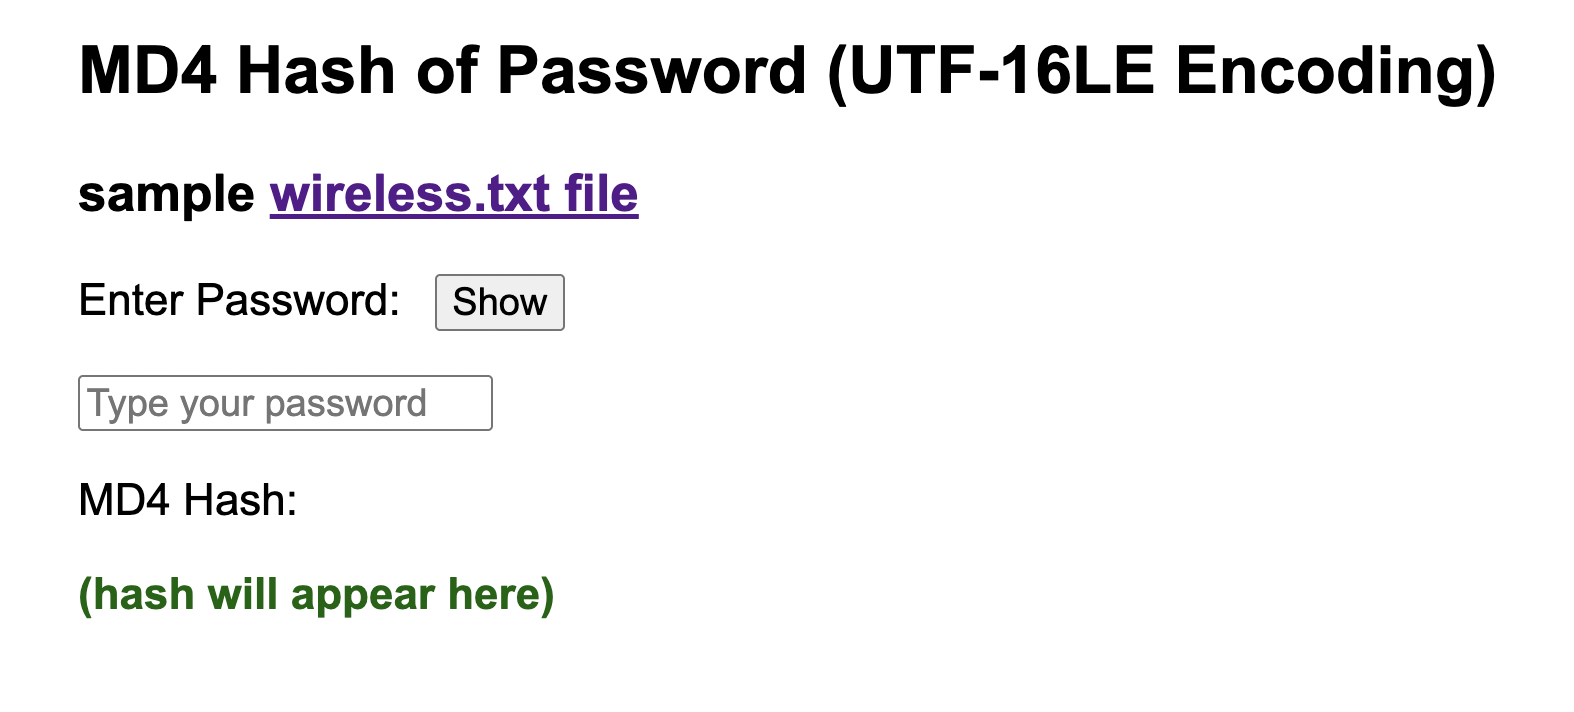 MD4 Hash of Password (UTF-16LE Encoding)
sample wireless.txt file
Enter Password: Show
Type your password
MD4 Hash:
(hash will appear here)